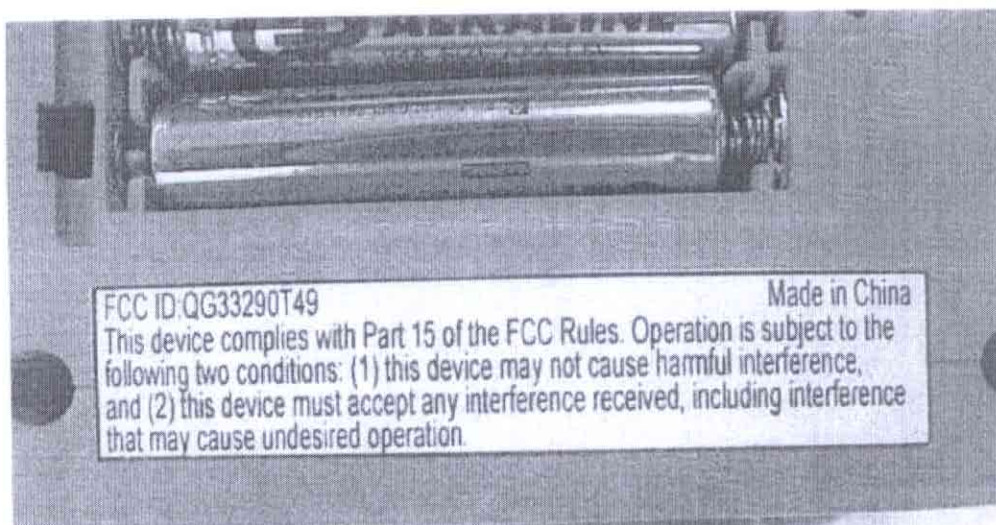 ALKALINE
FCC ID:QG33290T49 Made in China
This device complies with Part 15 of the FCC Rules. Operation is subject to the
following two conditions: (1) this device may not cause harmful interference,
and (2) this device must accept any interference received, including interference
that may cause undesired operation.